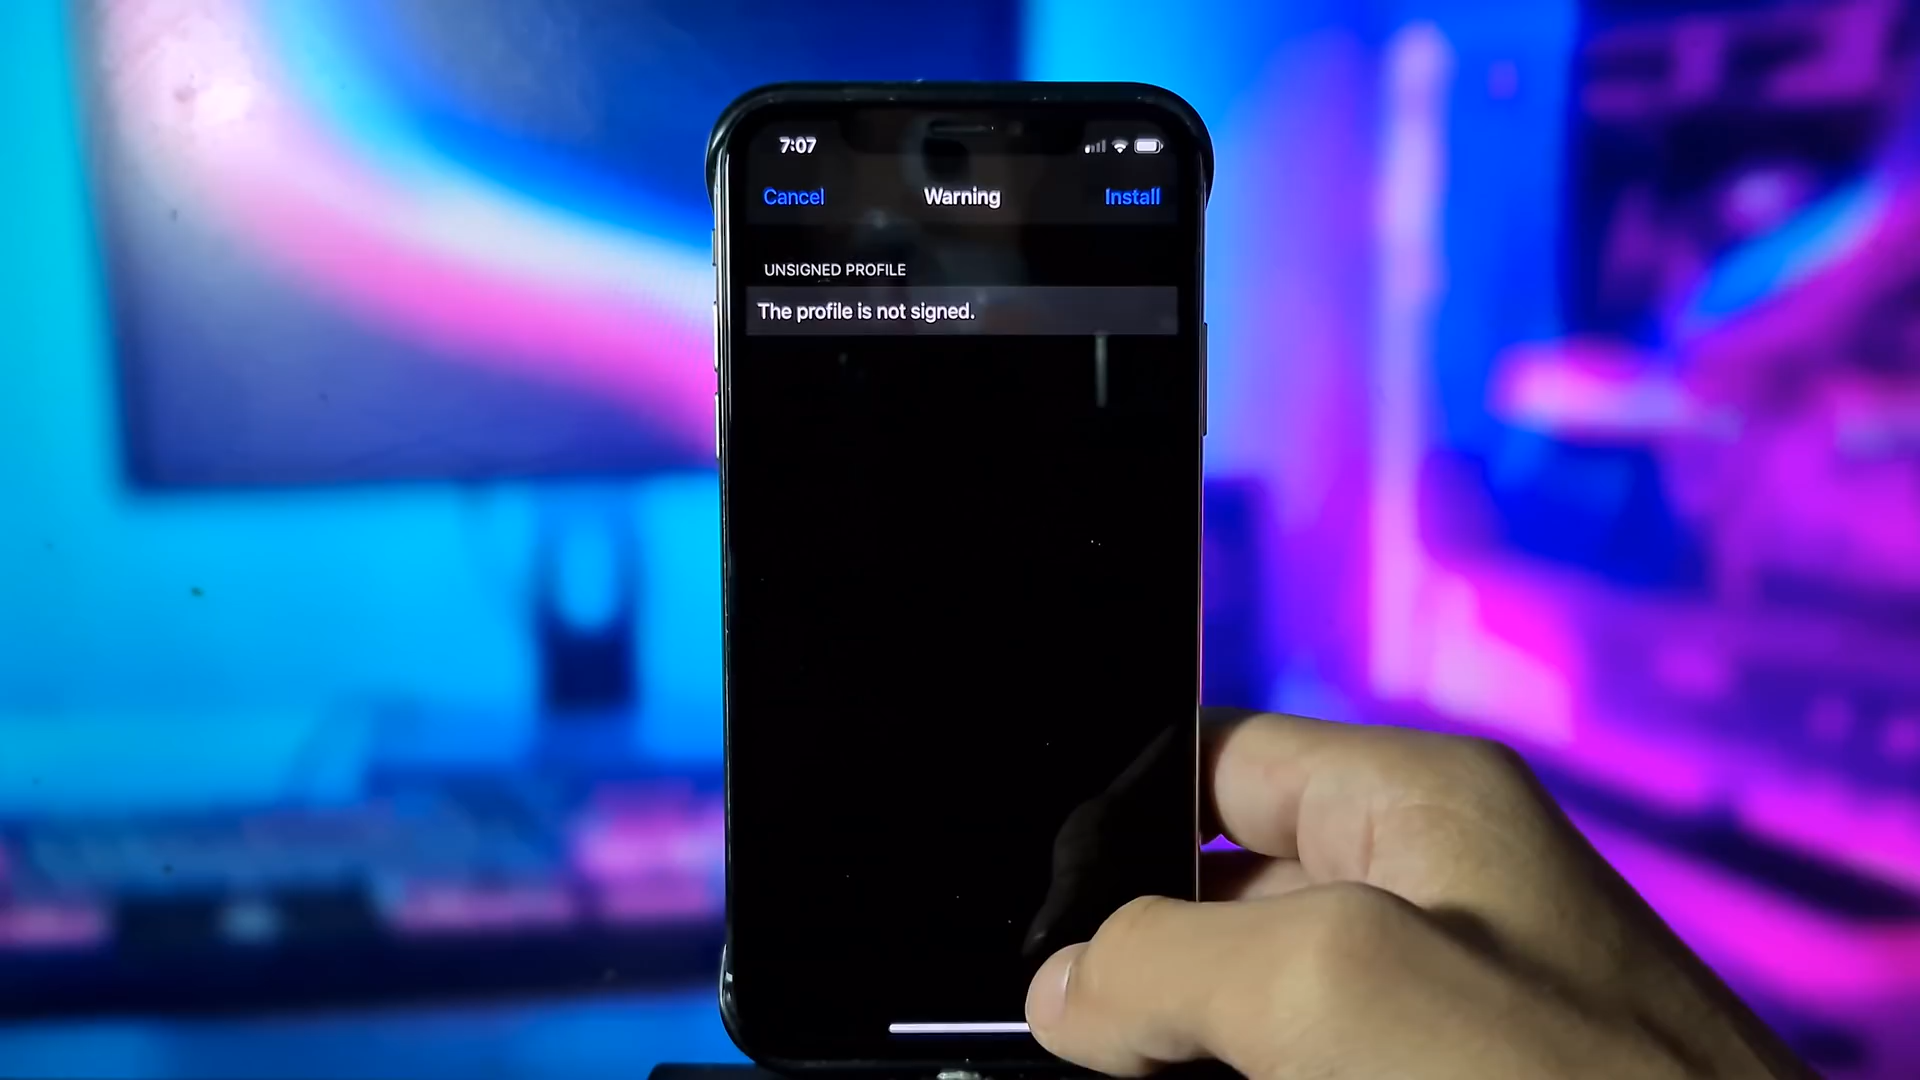 7:07
Cancel Warning Install
UNSIGNED PROFILE
The profile is not signed.